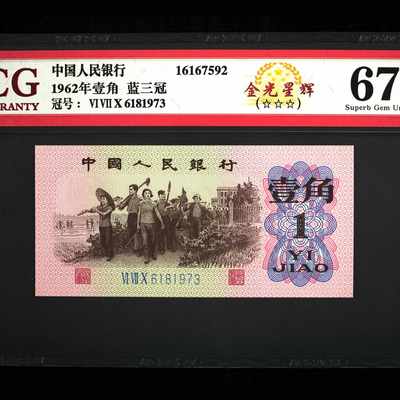 CG
RANTY
中国人民银行
1962年壹角 蓝三冠
冠号: VI VII X 6181973
16167592
金光星辉
(☆☆☆)
67
Superb Gem Un
中國人民銀行
壹角
1
YI
JIAO
VI VII X 6181973